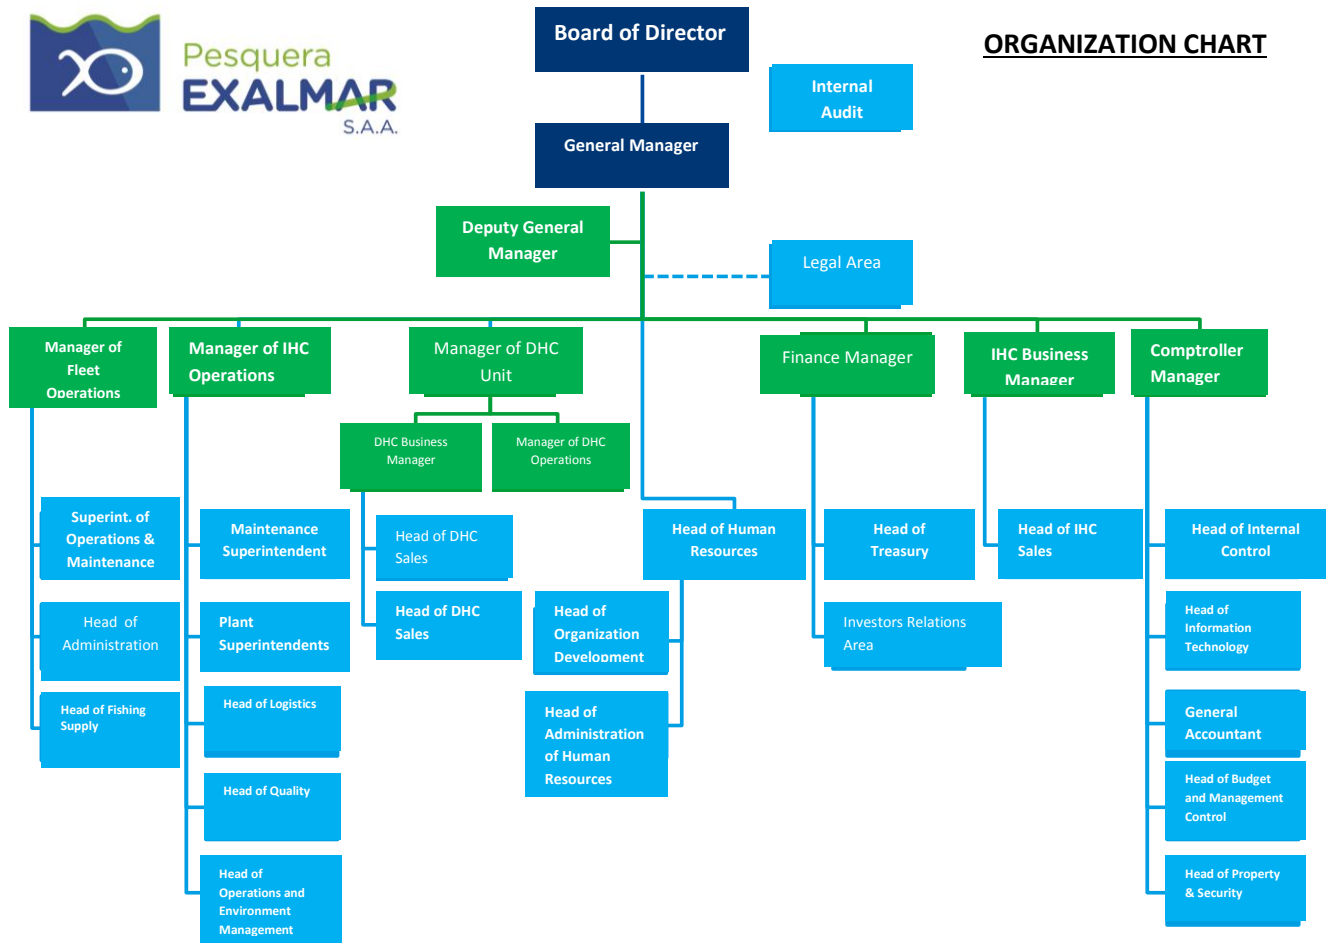 Pesquera
EXALMAR
S.A.A.
ORGANIZATION CHART
Board of Director
Internal
Audit
General Manager
Deputy General
Manager
Legal Area
Manager of
Fleet
Operations
Manager of IHC
Operations
Manager of DHC
Unit
Finance Manager
IHC Business
Manager
Comptroller
Manager
DHC Business
Manager
Manager of DHC
Operations
Superint. of
Operations &
Maintenance
Maintenance
Superintendent
Head of DHC
Sales
Head of Human
Resources
Head of
Treasury
Head of IHC
Sales
Head of Internal
Control
Head of
Administration
Plant
Superintendents
Head of DHC
Sales
Head of
Organization
Development
Investors Relations
Area
Head of
Information
Technology
Head of Fishing
Supply
Head of Logistics
Head of
Administration
of Human
Resources
General
Accountant
Head of Quality
Head of Budget
and Management
Control
Head of
Operations and
Environment
Management
Head of Property
& Security